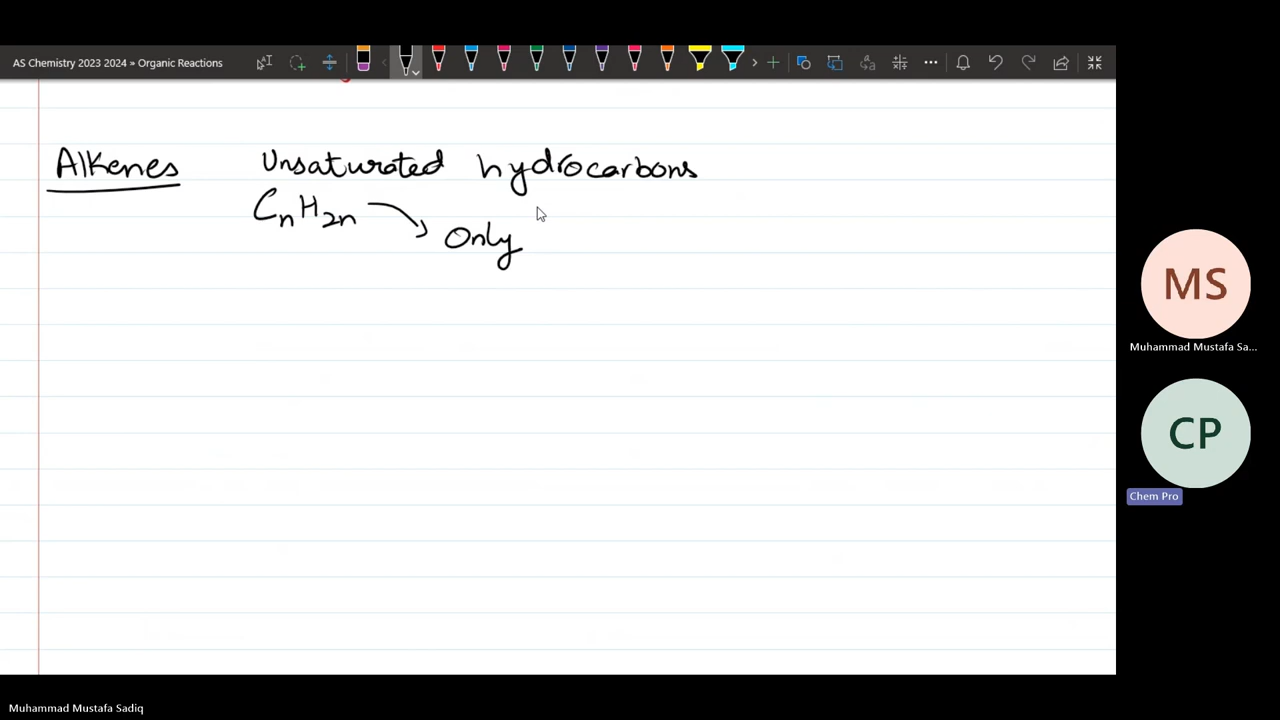 AS Chemistry 2023 2024 » Organic Reactions
Alkenes Unsaturated hydrocarbons
CnH2n → Only
MS
Muhammad Mustafa Sa...
CP
Chem Pro
Muhammad Mustafa Sadiq